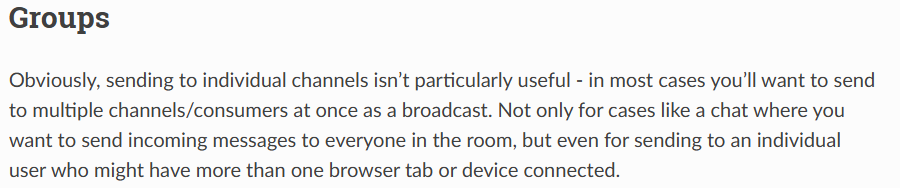 Groups
Obviously, sending to individual channels isn’t particularly useful - in most cases you’ll want to send
to multiple channels/consumers at once as a broadcast. Not only for cases like a chat where you
want to send incoming messages to everyone in the room, but even for sending to an individual
user who might have more than one browser tab or device connected.